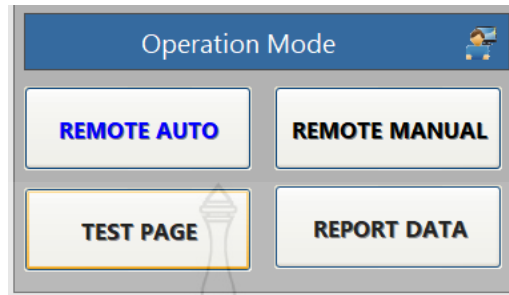 Operation Mode
REMOTE AUTO
REMOTE MANUAL
TEST PAGE
REPORT DATA